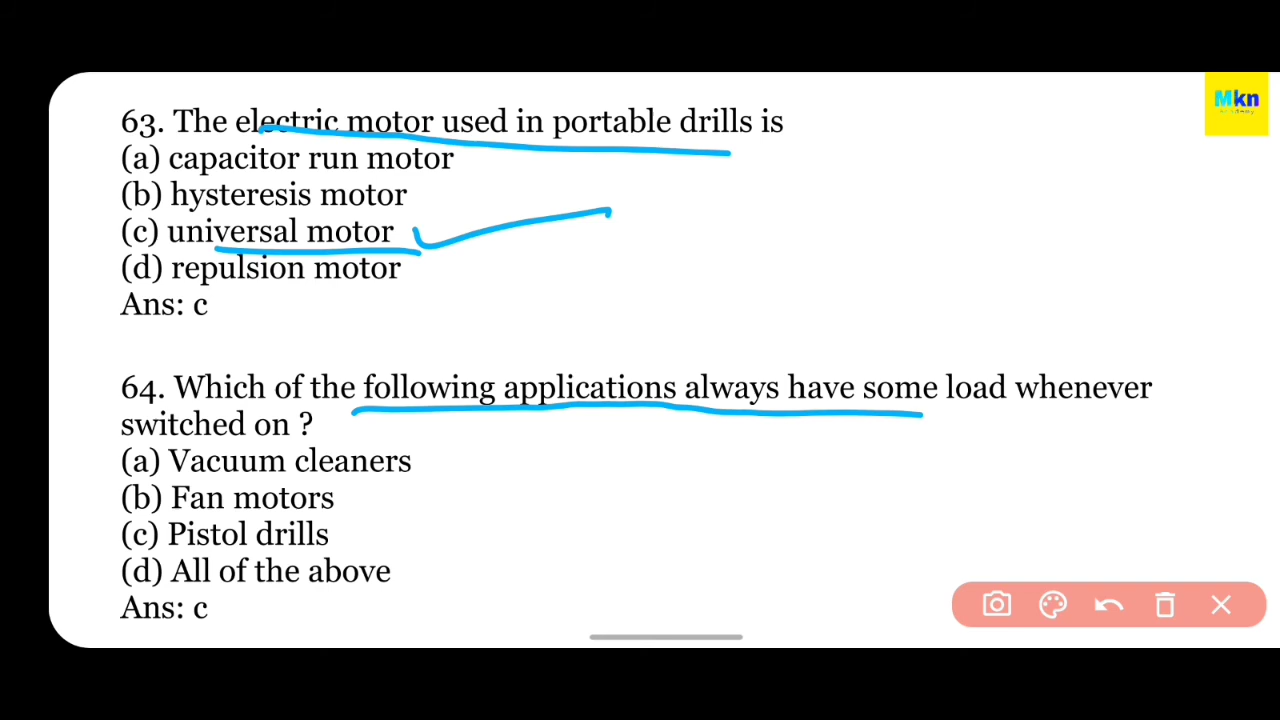 Mkn
63. The electric motor used in portable drills is
(a) capacitor run motor
(b) hysteresis motor
(c) universal motor
(d) repulsion motor
Ans: c
64. Which of the following applications always have some load whenever
switched on ?
(a) Vacuum cleaners
(b) Fan motors
(c) Pistol drills
(d) All of the above
Ans: c